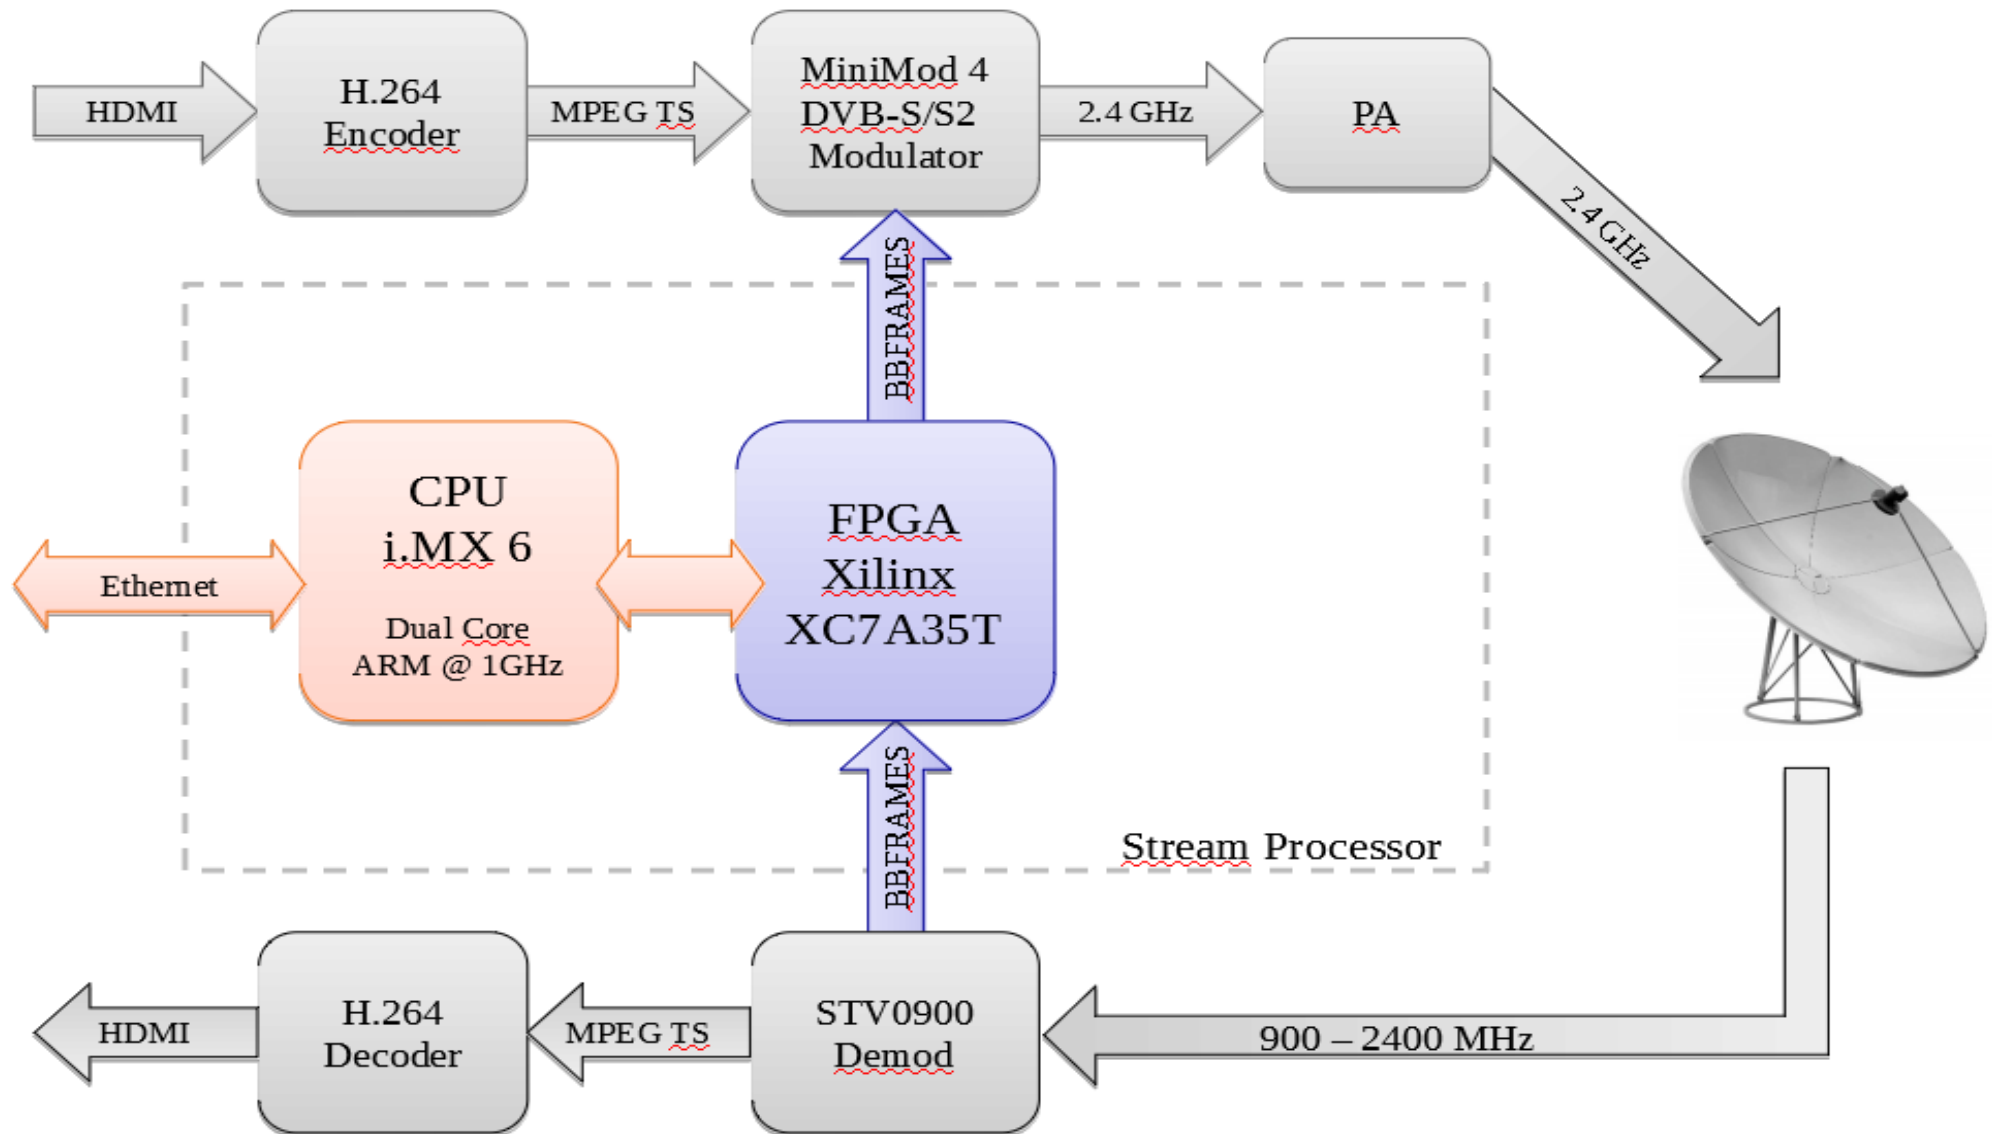 HDMI
H.264
Encoder
MPEG TS
MiniMod 4
DVB-S/S2
Modulator
2.4 GHz
PA
2.4 GHz
BBFRAMES
Ethernet
CPU
i.MX 6
Dual Core
ARM @ 1GHz
FPGA
Xilinx
XC7A35T
BBFRAMES
Stream Processor
HDMI
H.264
Decoder
MPEG TS
STV0900
Demod
900 – 2400 MHz